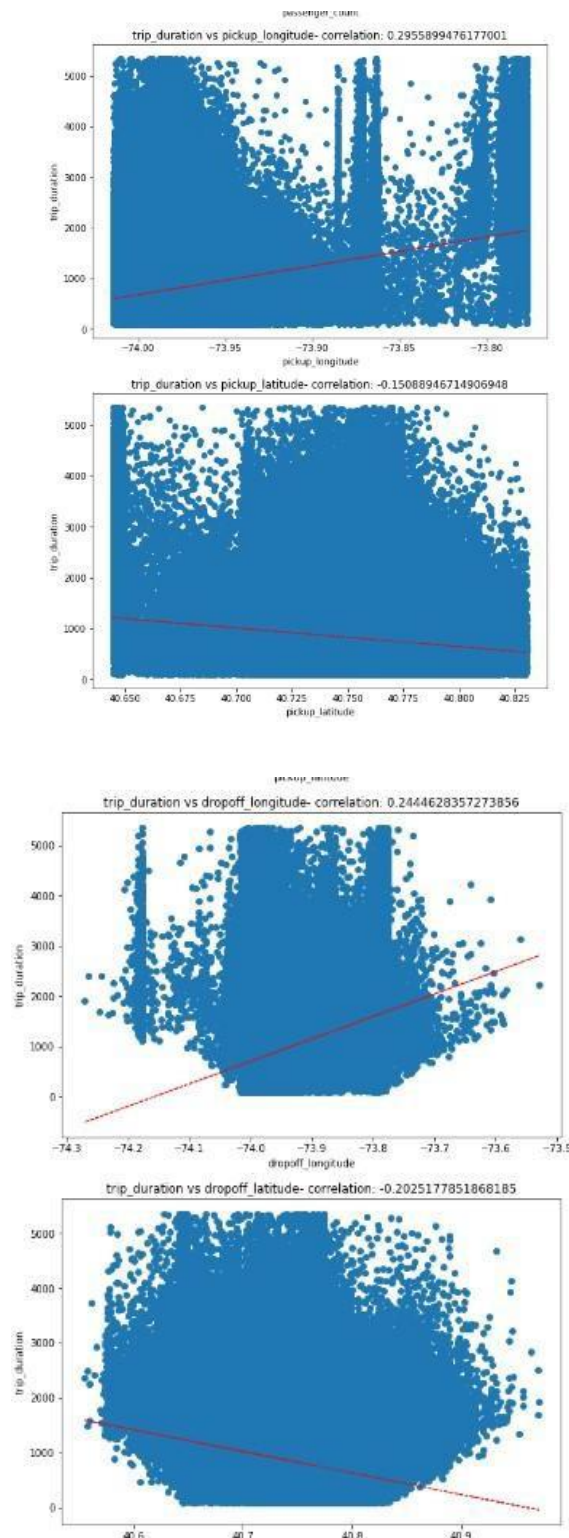 passenger_count
trip_duration vs pickup_longitude- correlation: 0.2955899476177001
5000
4000
3000
2000
1000
0
trip_duration
−74.00 −73.95 −73.90 −73.85 −73.80
pickup_longitude
trip_duration vs pickup_latitude- correlation: -0.15088946714906948
5000
4000
3000
2000
1000
0
trip_duration
40.650 40.675 40.700 40.725 40.750 40.775 40.800 40.825
pickup_latitude
pickup_latitude
trip_duration vs dropoff_longitude- correlation: 0.2444628357273856
5000
4000
3000
2000
1000
0
trip_duration
−74.3 −74.2 −74.1 −74.0 −73.9 −73.8 −73.7 −73.6 −73.5
dropoff_longitude
trip_duration vs dropoff_latitude- correlation: -0.2025177851868185
5000
4000
3000
2000
1000
0
trip_duration
40.6 40.7 40.8 40.9